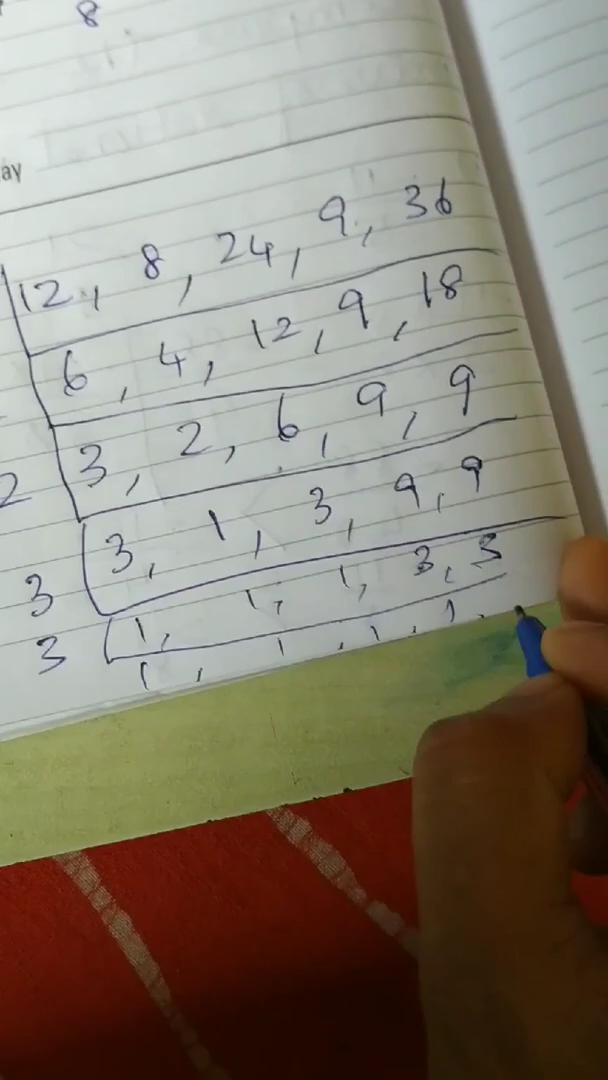 8
ay
12, 8, 24, 9, 36
6, 4, 12, 9, 18
3, 2, 6, 9, 9
2 3, 1, 3, 9, 9
3 1, 1, 1, 3, 3
3 1, 1, 1, 1,